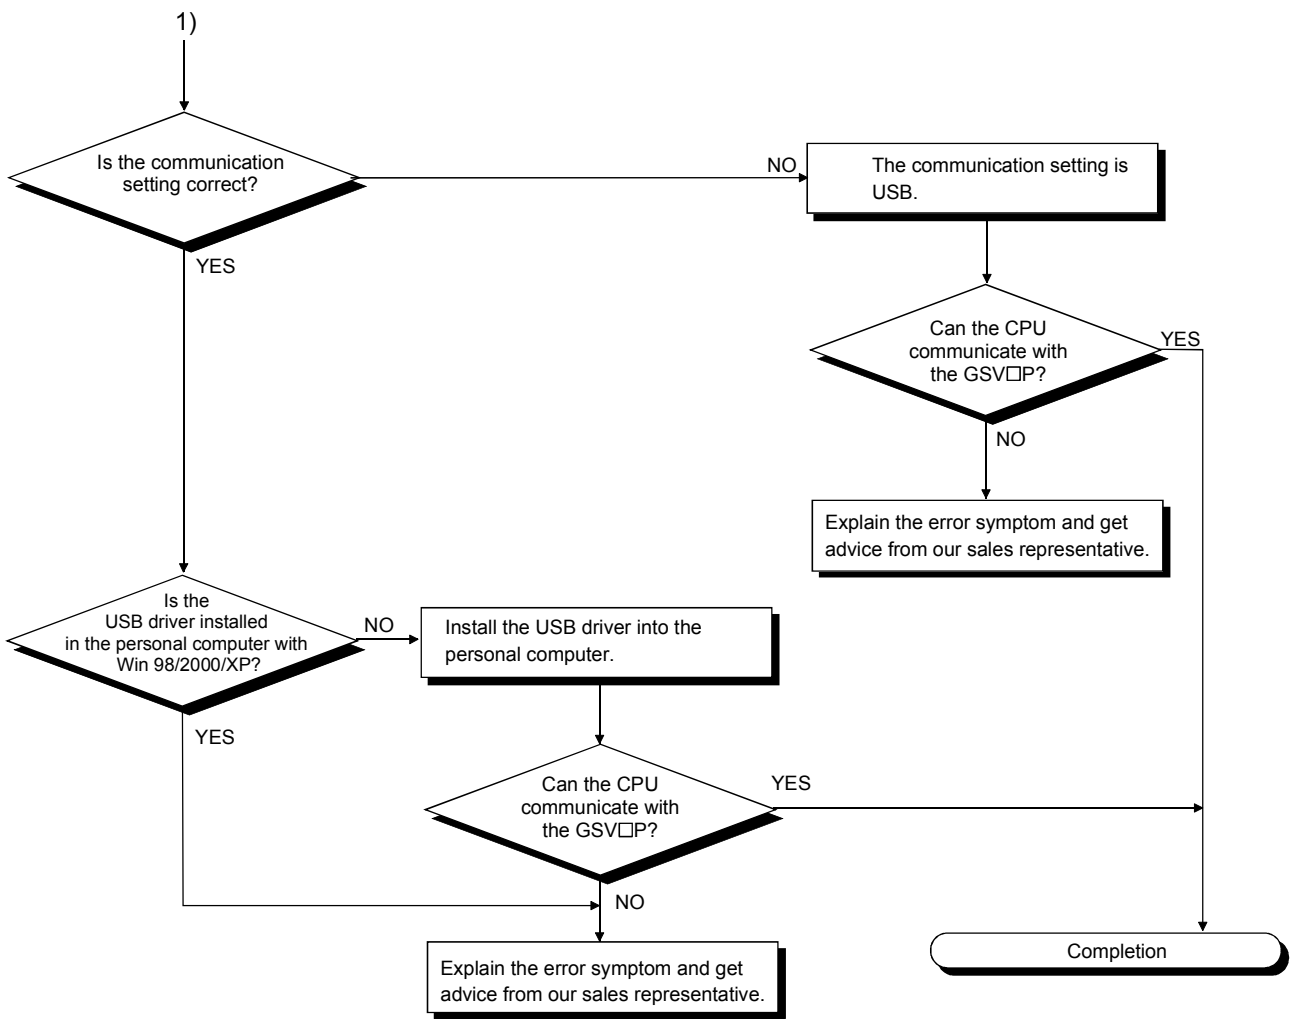 1)
Is the communication
setting correct?
NO
The communication setting is
USB.
YES
Can the CPU
communicate with
the GSV□P?
YES
NO
Explain the error symptom and get
advice from our sales representative.
Is the
USB driver installed
in the personal computer with
Win 98/2000/XP?
NO
Install the USB driver into the
personal computer.
YES
Can the CPU
communicate with
the GSV□P?
YES
NO
Explain the error symptom and get
advice from our sales representative.
Completion